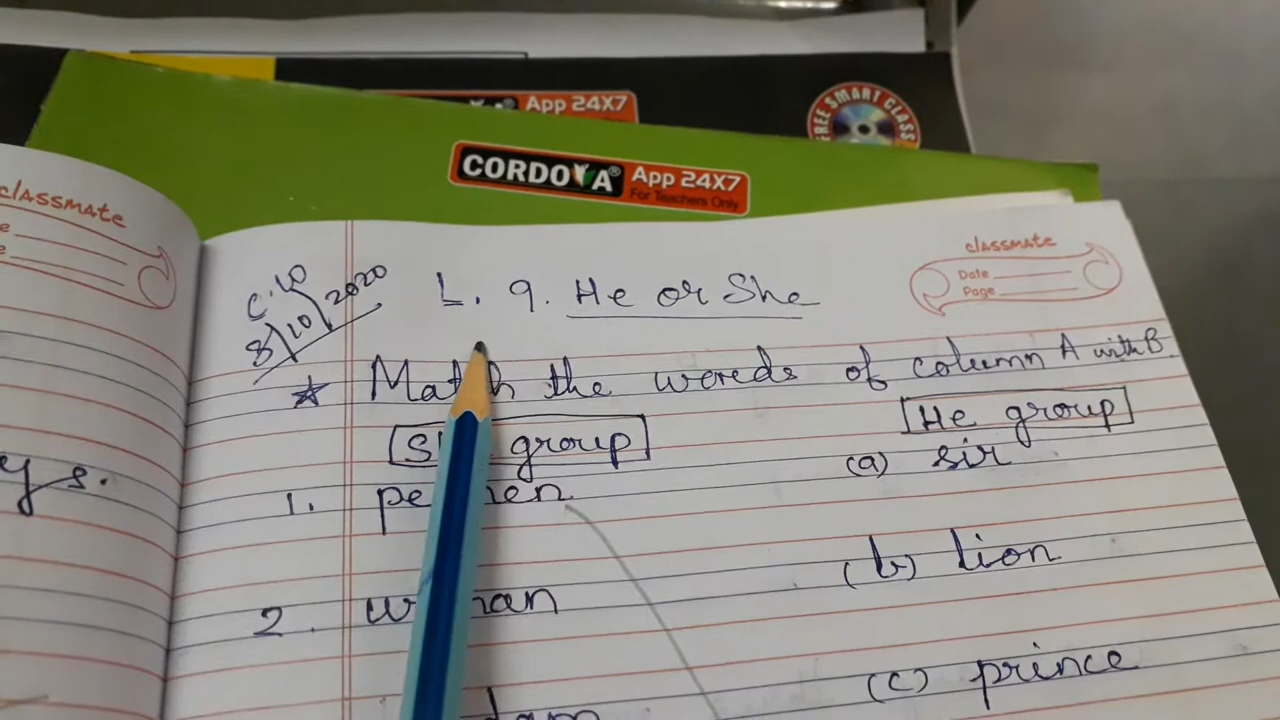 App 24X7
FREE SMART CLASS
CORDOVA® App 24X7
For Teachers Only
classmate
classmate
Date
Page
C.W
8/10/2020
L. 9. He or She
Match the words of column A with B.
group
He group
(a) sir
1.
2.
(b) lion
(c) prince